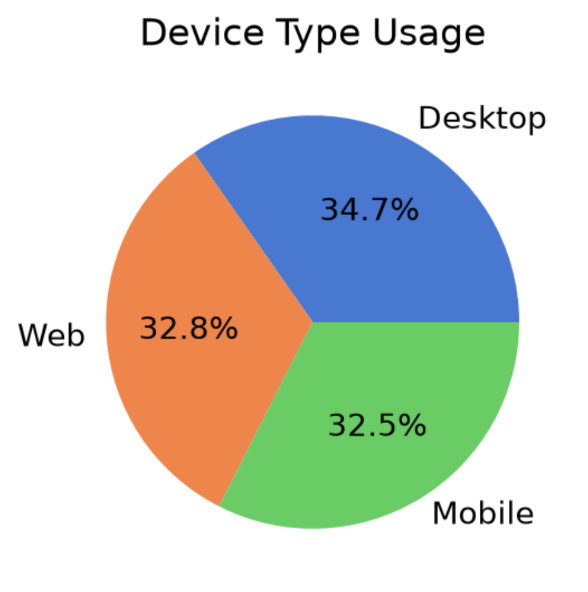 Device Type Usage
Desktop
34.7%
Web
32.8%
32.5%
Mobile